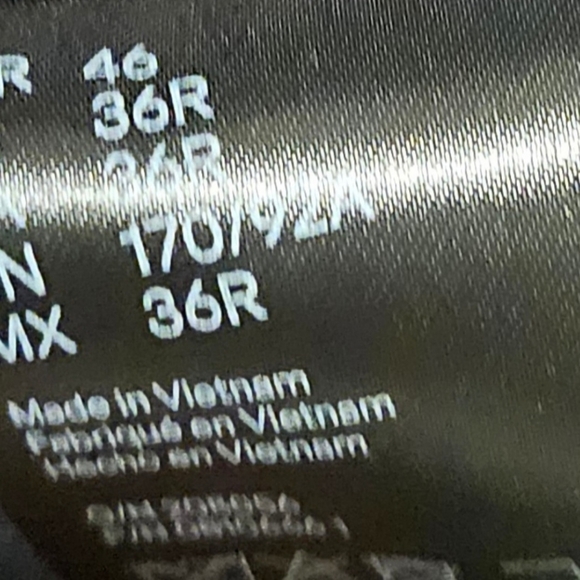 R 46
36R
36R
N 170/92A
MX 36R
Made in Vietnam
Fabriqué en Vietnam
Hecho en Vietnam